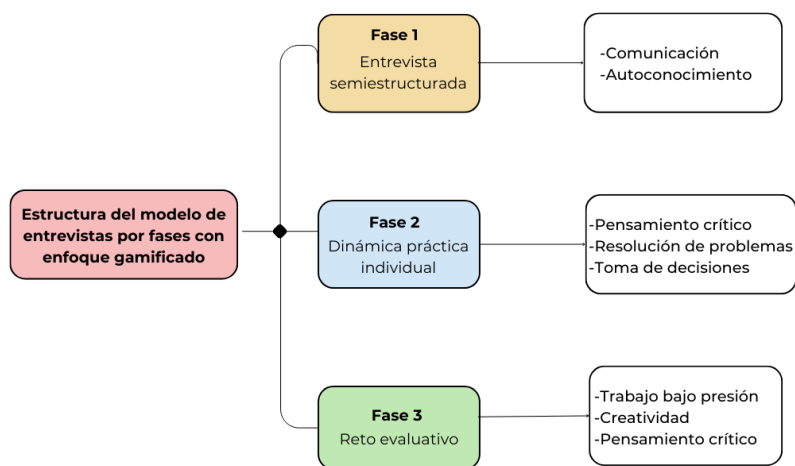 Fase 1
Entrevista
semiestructurada
-Comunicación
-Autoconocimiento
Estructura del modelo de
entrevistas por fases con
enfoque gamificado
Fase 2
Dinámica práctica
individual
-Pensamiento crítico
-Resolución de problemas
-Toma de decisiones
Fase 3
Reto evaluativo
-Trabajo bajo presión
-Creatividad
-Pensamiento crítico